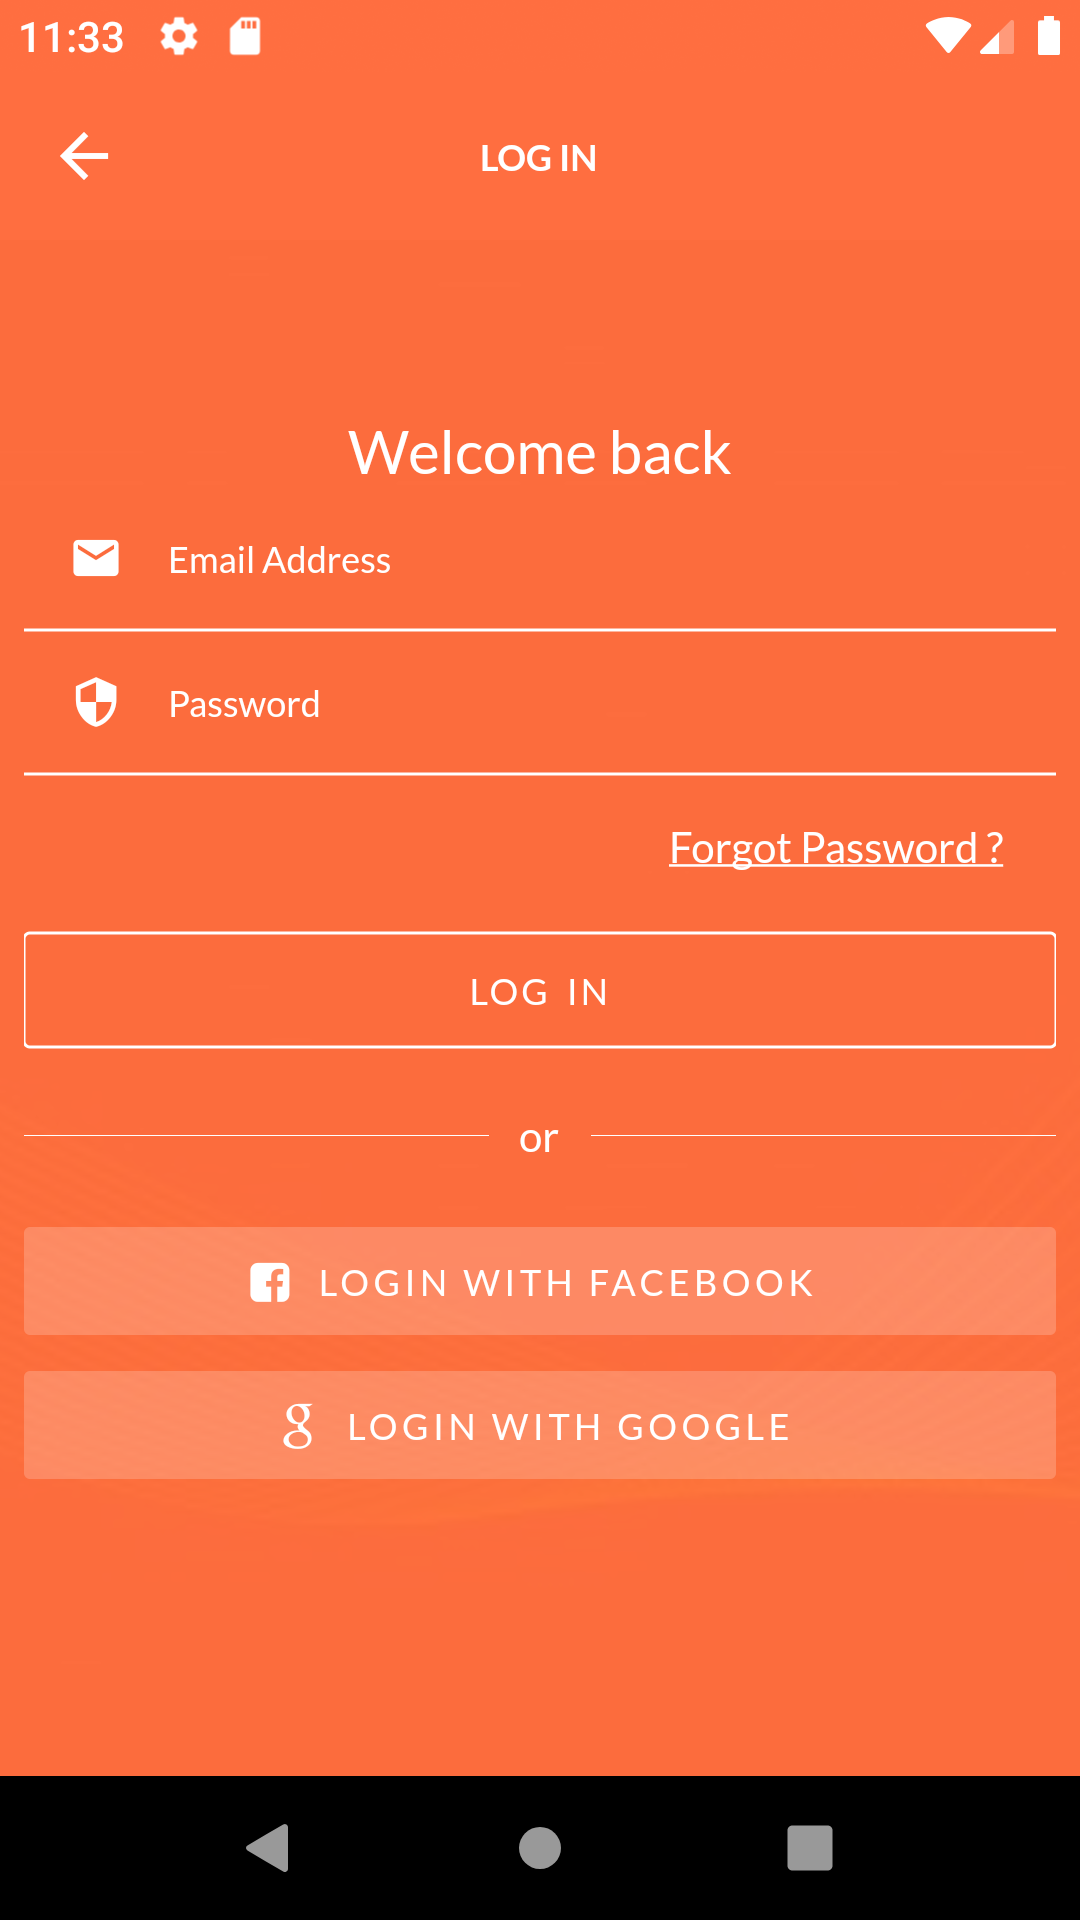 11:33
LOG IN
Welcome back
Email Address
Password
Forgot Password ?
LOG IN
or
LOGIN WITH FACEBOOK
g LOGIN WITH GOOGLE